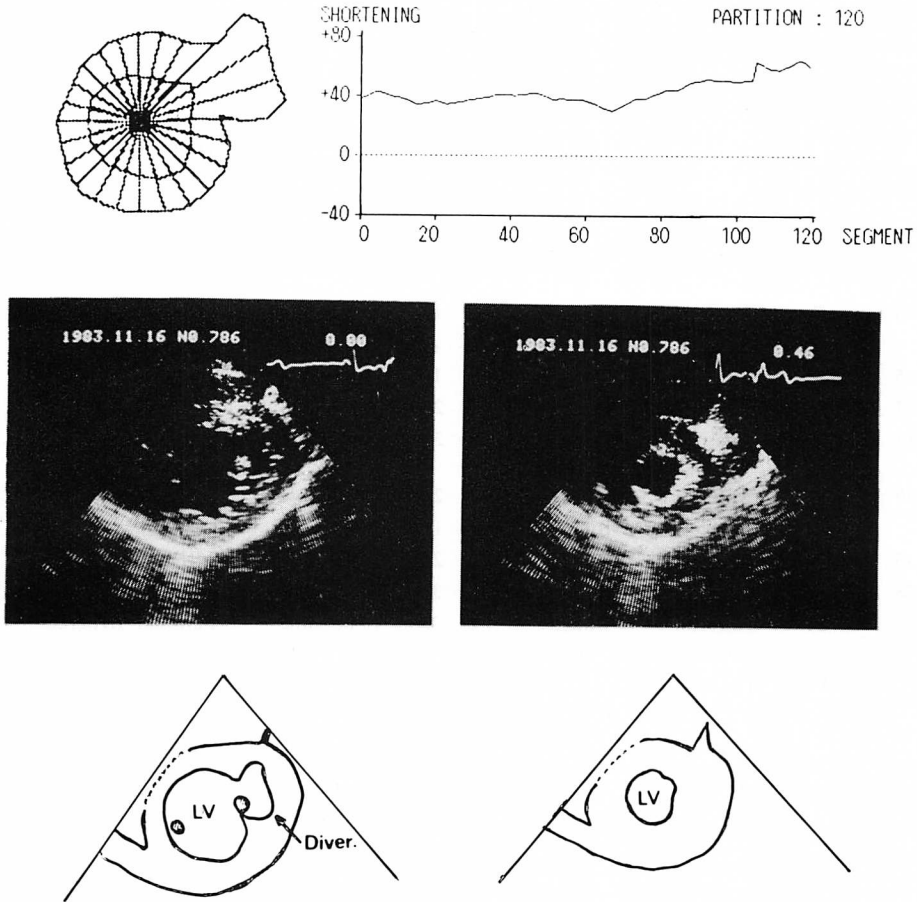 SHORTENING
PARTITION : 120
+80
+40
0
-40
0 20 40 60 80 100 120 SEGMENT
1983.11.16 N0.786 0.00
1983.11.16 N0.786 0.46
LV
Diver.
LV